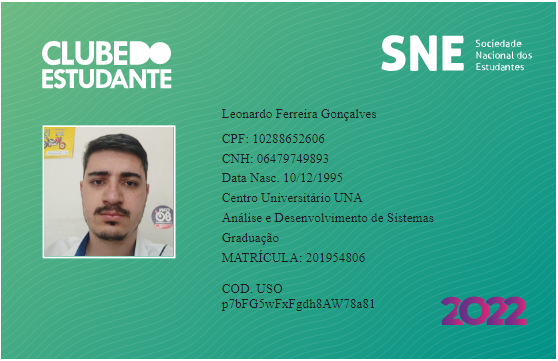 CLUBEDO
ESTUDANTE
SNE
Sociedade
Nacional dos
Estudantes
Leonardo Ferreira Gonçalves
CPF: 10288652606
CNH: 06479749893
Data Nasc. 10/12/1995
Centro Universitário UNA
Análise e Desenvolvimento de Sistemas
Graduação
MATRÍCULA: 201954806
COD. USO
p7bFG5wFxFgdh8AW78a81
2022